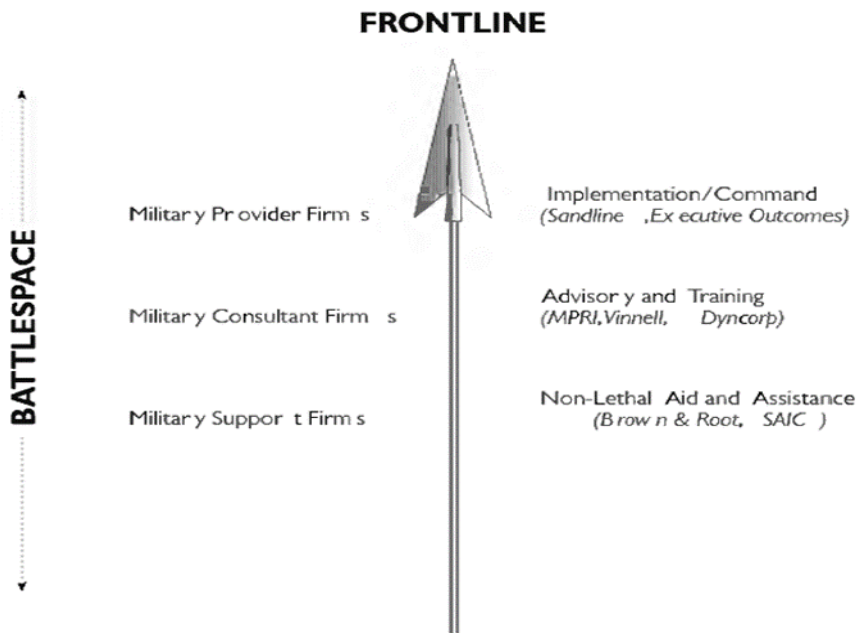 FRONTLINE
BATTLESPACE
Military Provider Firms
Implementation/Command
(Sandline ,Executive Outcomes)
Military Consultant Firms
Advisory and Training
(MPRI,Vinnell, Dyncorp)
Military Support Firms
Non-Lethal Aid and Assistance
(Brown & Root, SAIC )